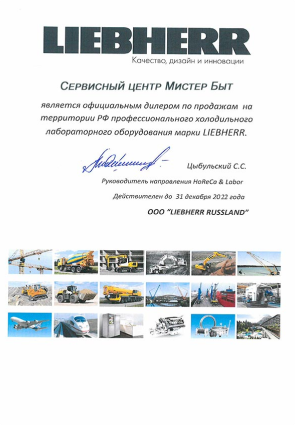 LIEBHERR
Качество, дизайн и инновации
Сервисный центр Мистер Быт
является официальным дилером по продажам на
территории РФ профессионального холодильного
лабораторного оборудования марки LIEBHERR.
Цыбульский С.С.
Руководитель направления HoReCa & Labor
Действителен до 31 декабря 2022 года
ООО "LIEBHERR RUSSLAND"